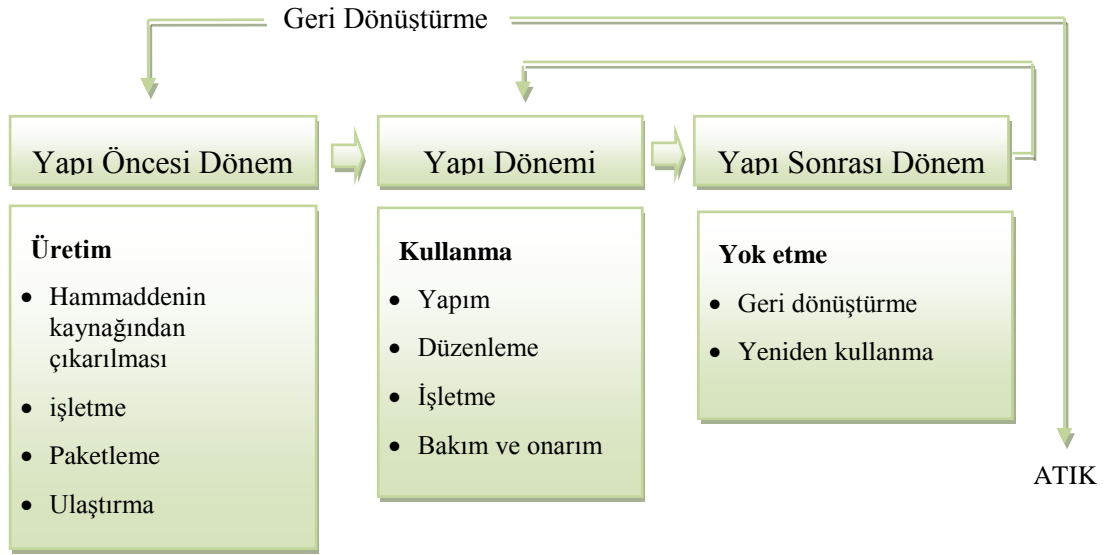 Geri Dönüştürme
Yapı Öncesi Dönem
Yapı Dönemi
Yapı Sonrası Dönem
Üretim
• Hammaddenin
kaynağından
çıkarılması
• işletme
• Paketleme
• Ulaştırma
Kullanma
• Yapım
• Düzenleme
• İşletme
• Bakım ve onarım
Yok etme
• Geri dönüştürme
• Yeniden kullanma
ATIK